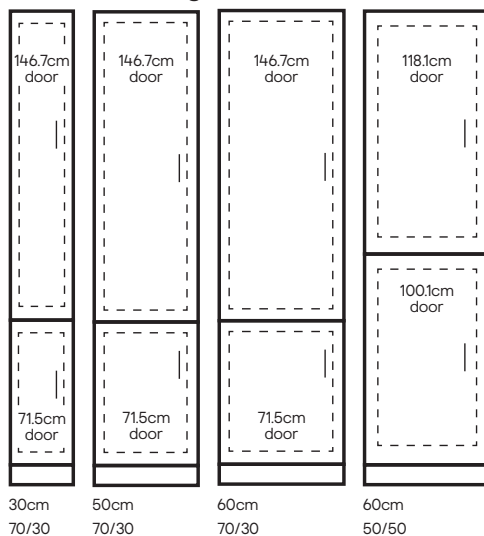 146.7cm
door
146.7cm
door
146.7cm
door
118.1cm
door
71.5cm
door
71.5cm
door
71.5cm
door
100.1cm
door
30cm
70/30
50cm
70/30
60cm
70/30
60cm
50/50